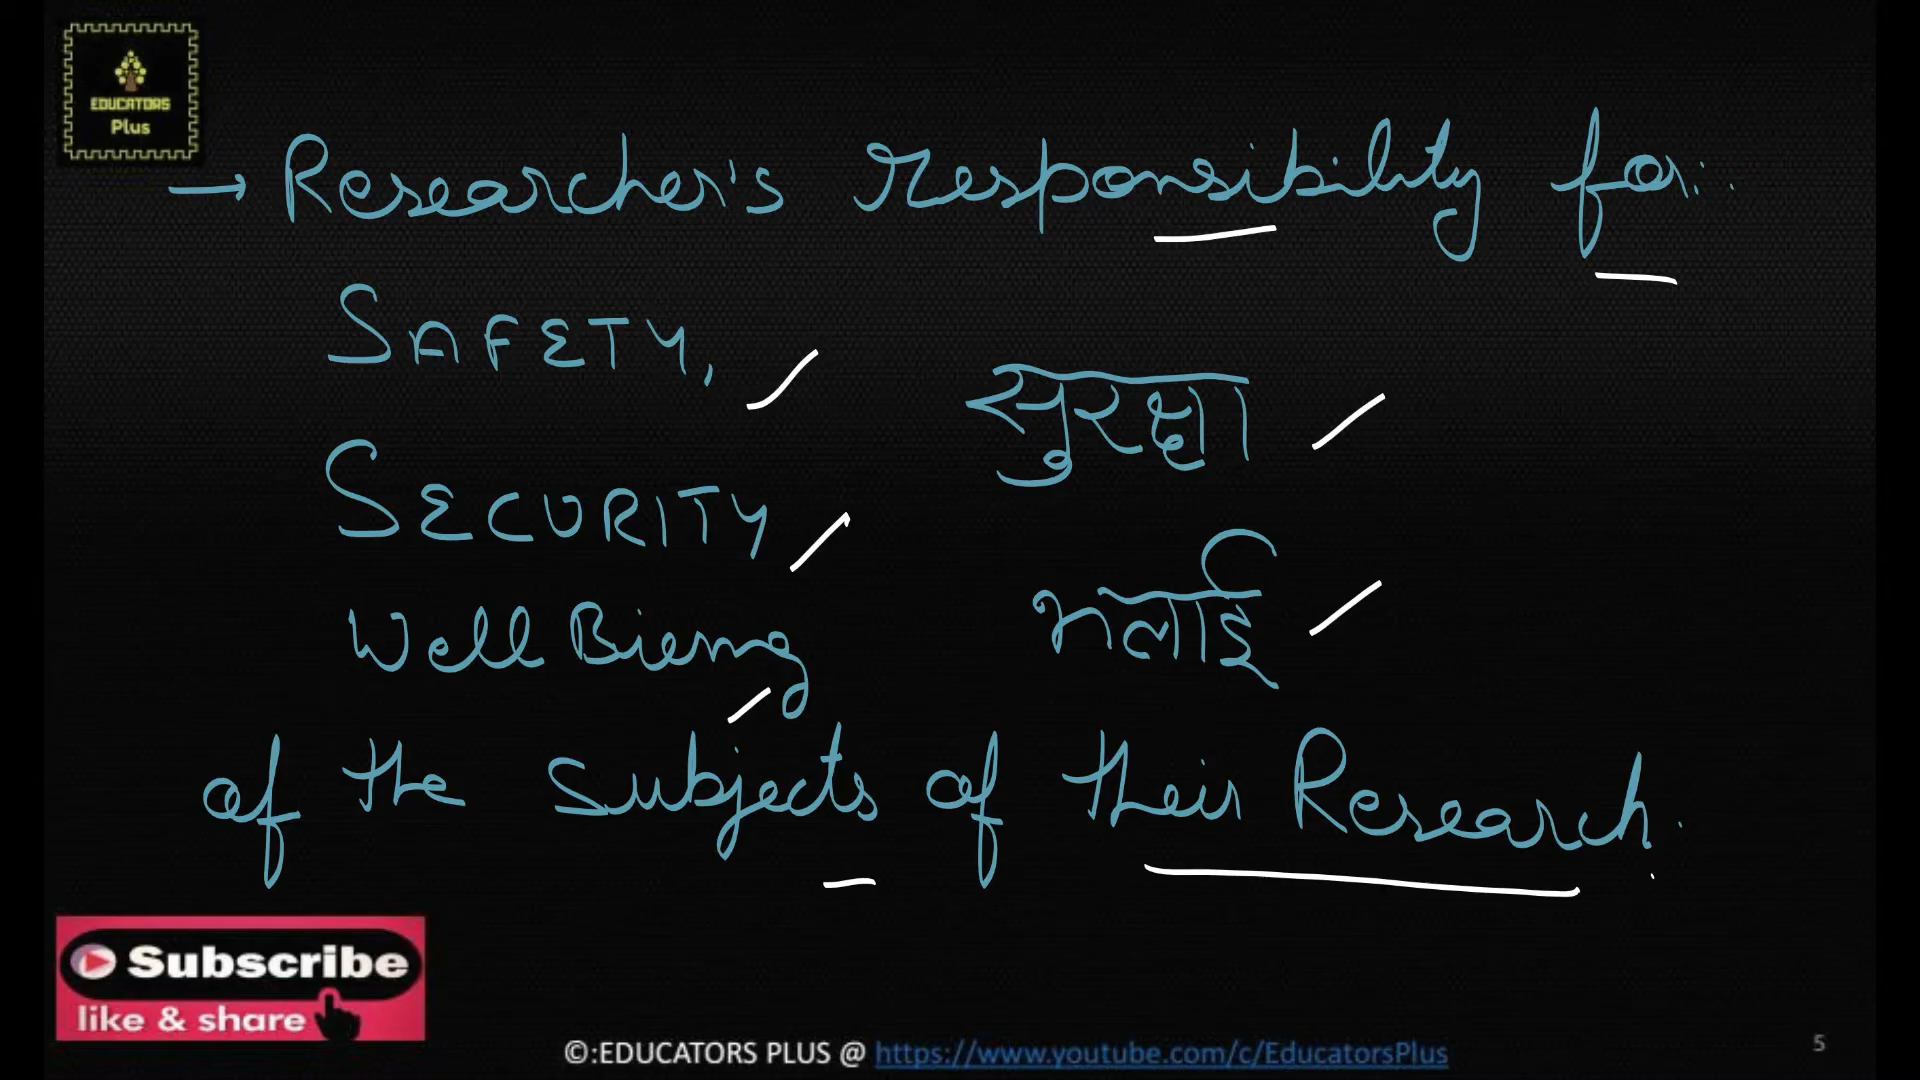 EDUCATORS
Plus
→ Researcher's responsibility for:
SAFETY,
सुरक्षा
SECURITY
Well Bieng
भलाई
of the subjects of their Research.
Subscribe
like & share
©:EDUCATORS PLUS @ https://www.youtube.com/c/EducatorsPlus
5